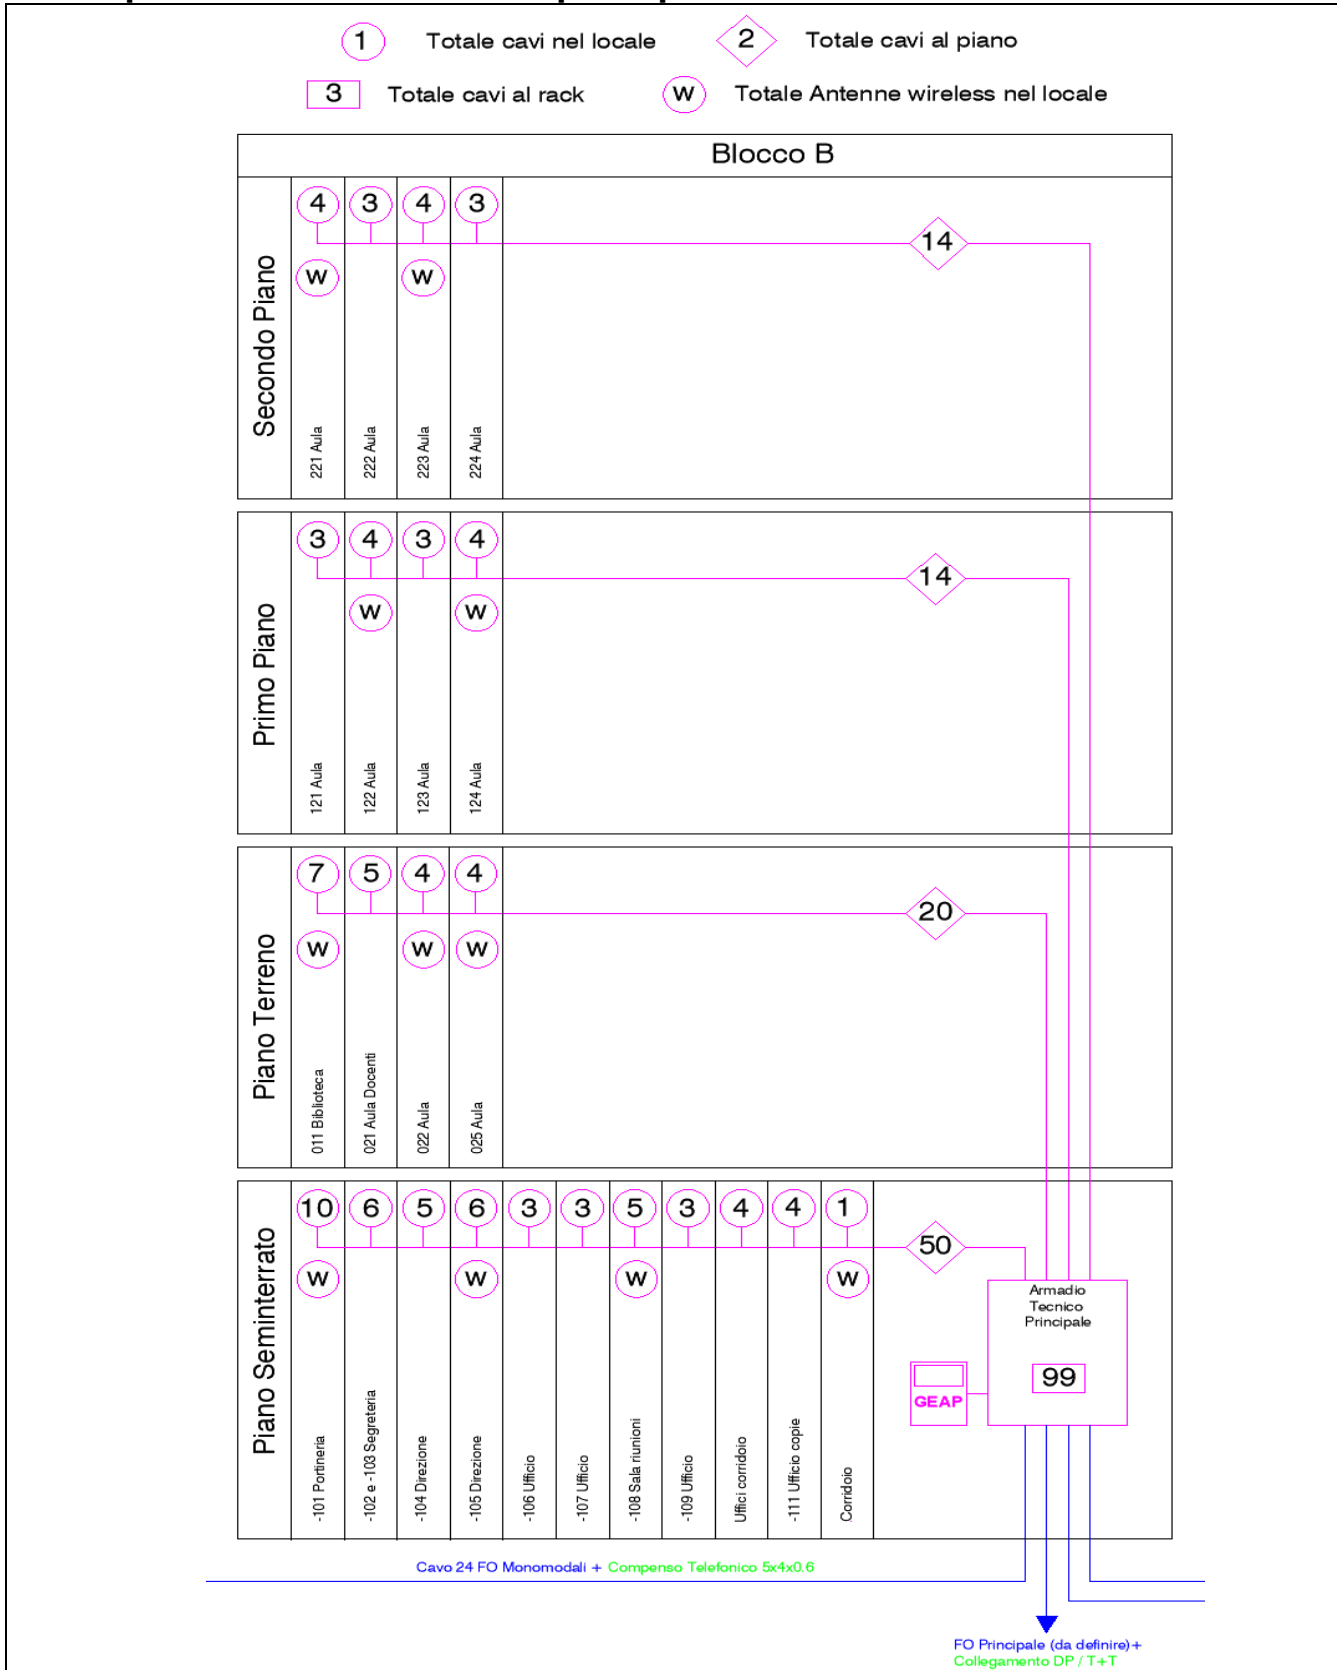 1 Totale cavi nel locale 2 Totale cavi al piano
3 Totale cavi al rack W Totale Antenne wireless nel locale
Blocco B
Secondo Piano
4 3 4 3
14
W W
221 Aula
222 Aula
223 Aula
224 Aula
Primo Piano
3 4 3 4
14
W W
121 Aula
122 Aula
123 Aula
124 Aula
Piano Terreno
7 5 4 4
20
W W W
011 Biblioteca
021 Aula Docenti
022 Aula
025 Aula
Piano Seminterrato
10 6 5 6 3 3 5 3 4 4 1
50
W W W W
-101 Portineria
-102 e -103 Segreteria
-104 Direzione
-105 Direzione
-106 Ufficio
-107 Ufficio
-108 Sala riunioni
-109 Ufficio
Uffici corridoio
-111 Ufficio copie
Corridoio
Armadio
Tecnico
Principale
99
GEAP
Cavo 24 FO Monomodali + Compenso Telefonico 5x4x0.6
FO Principale (da definire)+
Collegamento DP / T+T